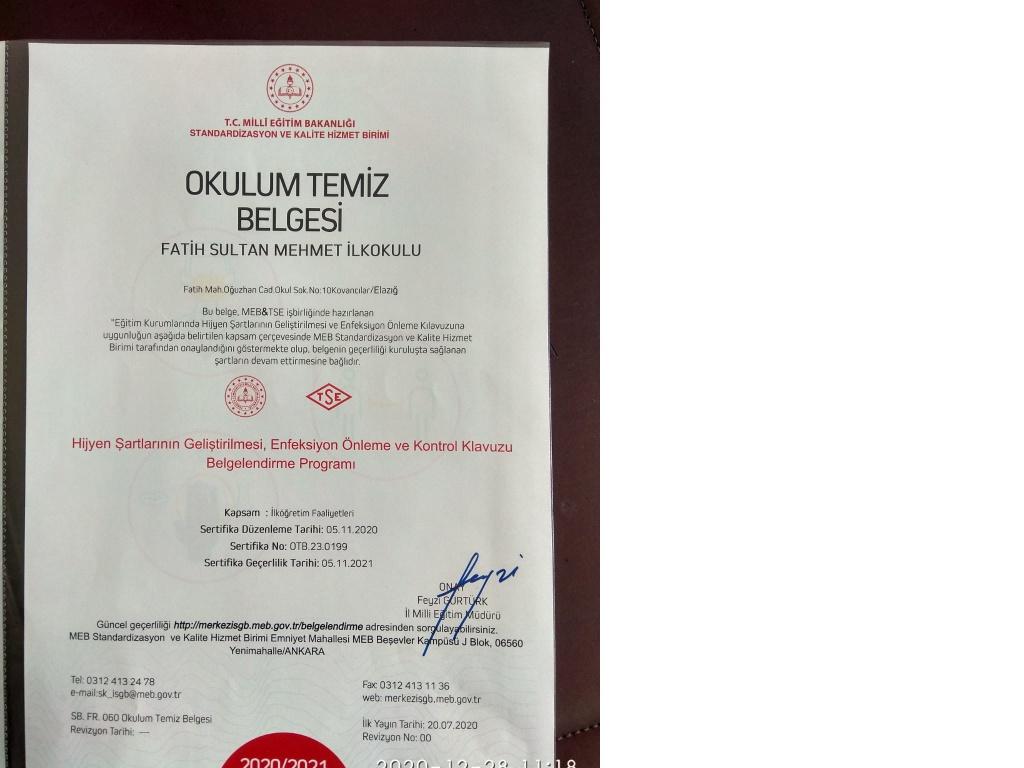 T.C. MİLLİ EĞİTİM BAKANLIĞI
STANDARDİZASYON VE KALİTE HİZMET BİRİMİ
OKULUM TEMİZ
BELGESİ
FATİH SULTAN MEHMET İLKOKULU
Fatih Mah.Oğuzhan Cad.Okul Sok.No:10Kovancılar/Elazığ
Bu belge, MEB&TSE işbirliğinde hazırlanan
"Eğitim Kurumlarında Hijyen Şartlarının Geliştirilmesi ve Enfeksiyon Önleme Kılavuzuna
uygunluğun aşağıda belirtilen kapsam çerçevesinde MEB Standardizasyon ve Kalite Hizmet
Birimi tarafından onaylandığını göstermekte olup, belgenin geçerliliği kuruluşta sağlanan
şartların devam ettirmesine bağlıdır.
TSE
Hijyen Şartlarının Geliştirilmesi, Enfeksiyon Önleme ve Kontrol Klavuzu
Belgelendirme Programı
Kapsam : İlköğretim Faaliyetleri
Sertifika Düzenleme Tarihi: 05.11.2020
Sertifika No: OTB.23.0199
Sertifika Geçerlilik Tarihi: 05.11.2021
ONAY
Feyzi GÜRTÜRK
İl Milli Eğitim Müdürü
Güncel geçerliliği http://merkezisgb.meb.gov.tr/belgelendirme adresinden sorgulayabilirsiniz.
MEB Standardizasyon ve Kalite Hizmet Birimi Emniyet Mahallesi MEB Beşevler Kampüsü J Blok, 06560
Yenimahalle/ANKARA
Tel: 0312 413 24 78
e-mail:sk_isgb@meb.gov.tr
Fax: 0312 413 11 36
web: merkezisgb.meb.gov.tr
SB. FR. 060 Okulum Temiz Belgesi
Revizyon Tarihi: ---
İlk Yayın Tarihi: 20.07.2020
Revizyon No: 00
2020/2021
2020-12-28 11:18